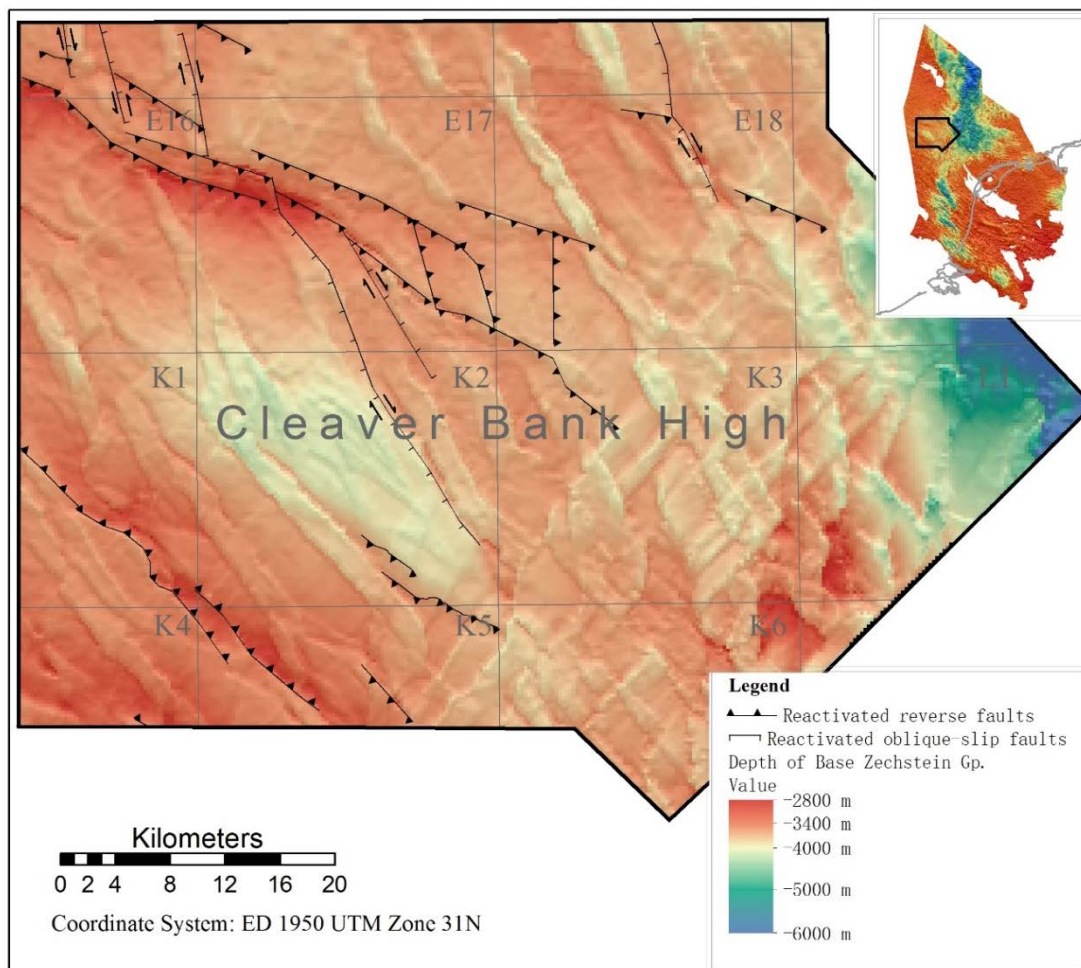 E16
E17
E18
K1
K2
K3
L1
Cleaver Bank High
K4
K5
K6
Legend
Reactivated reverse faults
Reactivated oblique-slip faults
Depth of Base Zechstein Gp.
Value
-2800 m
-3400 m
-4000 m
-5000 m
-6000 m
Kilometers
0 2 4 8 12 16 20
Coordinate System: ED 1950 UTM Zone 31N